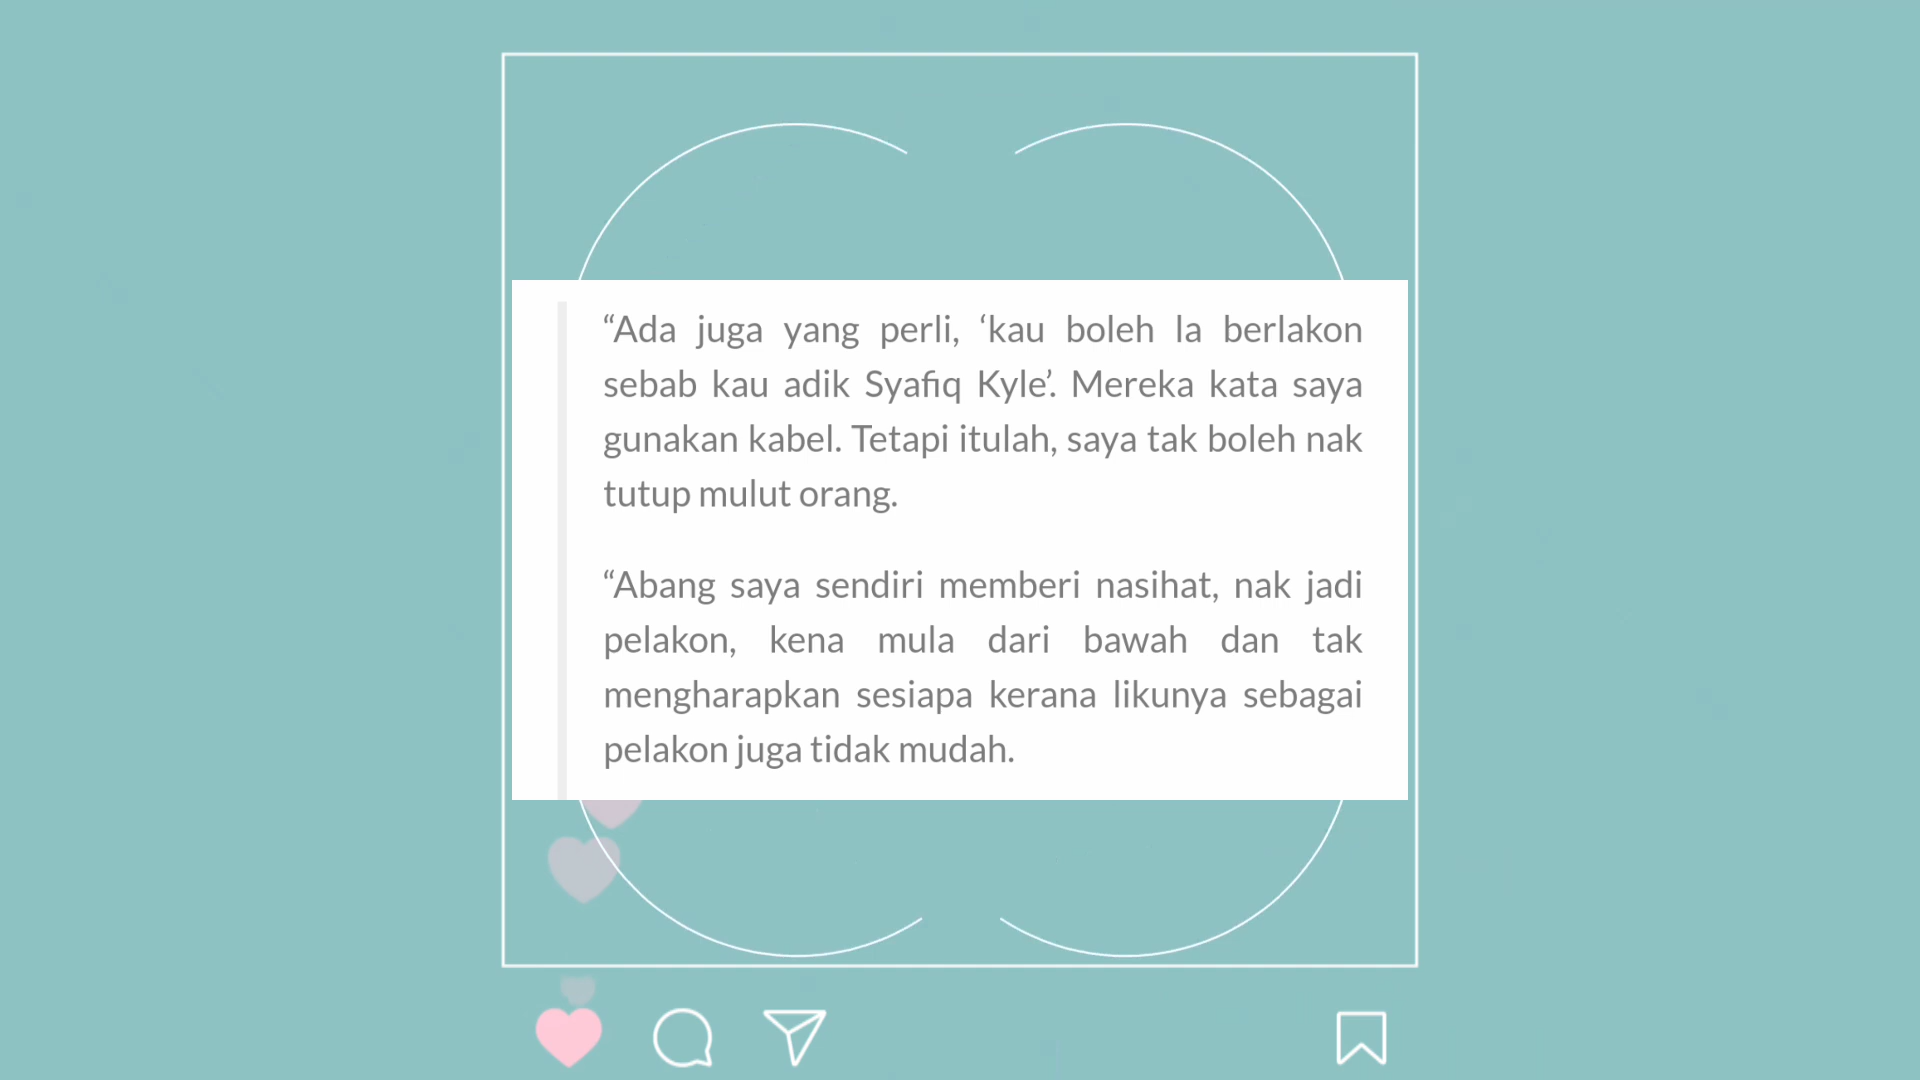 “Ada juga yang perli, ‘kau boleh la berlakon
sebab kau adik Syafiq Kyle’. Mereka kata saya
gunakan kabel. Tetapi itulah, saya tak boleh nak
tutup mulut orang.
“Abang saya sendiri memberi nasihat, nak jadi
pelakon, kena mula dari bawah dan tak
mengharapkan sesiapa kerana likunya sebagai
pelakon juga tidak mudah.